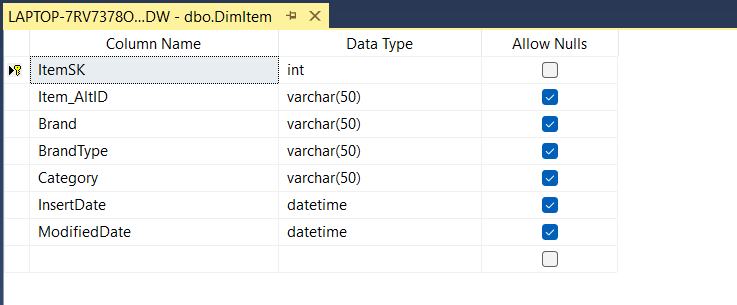 LAPTOP-7RV7378O...DW - dbo.DimItem
Column Name Data Type Allow Nulls
ItemSK int
Item_AltID varchar(50)
Brand varchar(50)
BrandType varchar(50)
Category varchar(50)
InsertDate datetime
ModifiedDate datetime